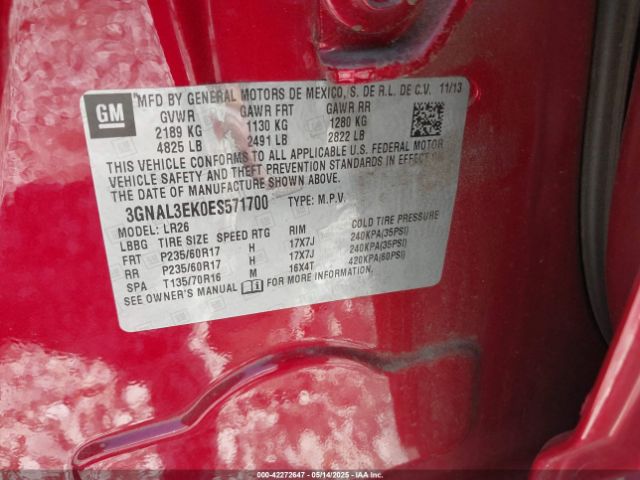 GM
MFD BY GENERAL MOTORS DE MEXICO, S. DE R.L. DE C.V. 11/13
GVWR GAWR FRT GAWR RR
2189 KG 1130 KG 1280 KG
4825 LB 2491 LB 2822 LB
THIS VEHICLE CONFORMS TO ALL APPLICABLE U.S. FEDERAL MOTOR
VEHICLE SAFETY AND THEFT PREVENTION STANDARDS IN EFFECT ON
THE DATE OF MANUFACTURE SHOWN ABOVE.
3GNAL3EK0ES571700 TYPE: M.P.V.
MODEL: LR26
LBBG TIRE SIZE SPEED RTG RIM COLD TIRE PRESSURE
FRT P235/60R17 H 17X7J 240KPA(35PSI)
RR P235/60R17 H 17X7J 240KPA(35PSI)
SPA T135/70R16 M 16X4T 420KPA(60PSI)
SEE OWNER'S MANUAL FOR MORE INFORMATION.
000-42272647 - 05/14/2025 - IAAI, Inc.